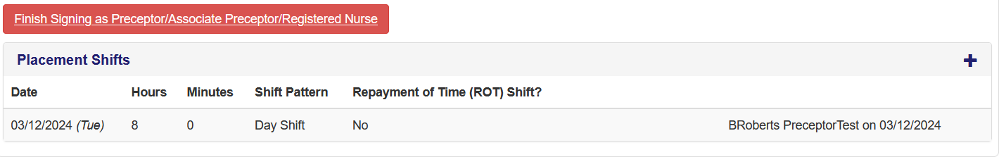 Finish Signing as Preceptor/Associate Preceptor/Registered Nurse
Placement Shifts
Date Hours Minutes Shift Pattern Repayment of Time (ROT) Shift?
03/12/2024 (Tue) 8 0 Day Shift No BRoberts PreceptorTest on 03/12/2024